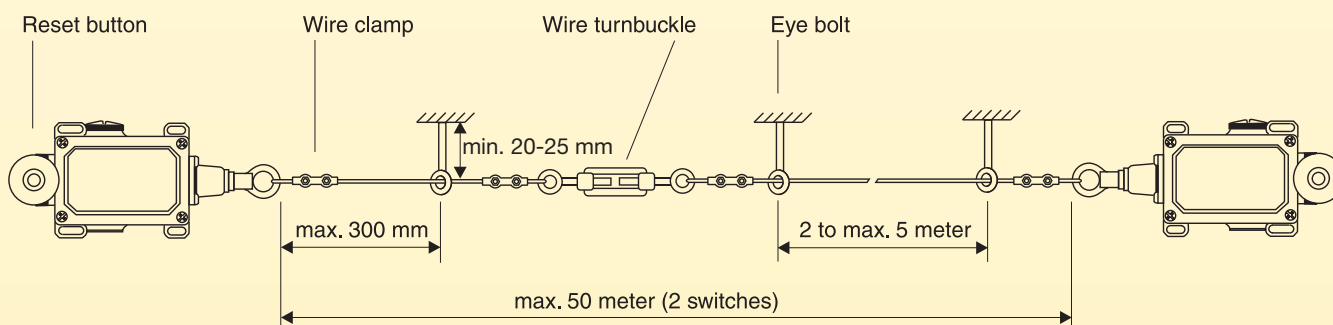 Reset button
Wire clamp
Wire turnbuckle
Eye bolt
min. 20-25 mm
max. 300 mm
2 to max. 5 meter
max. 50 meter (2 switches)